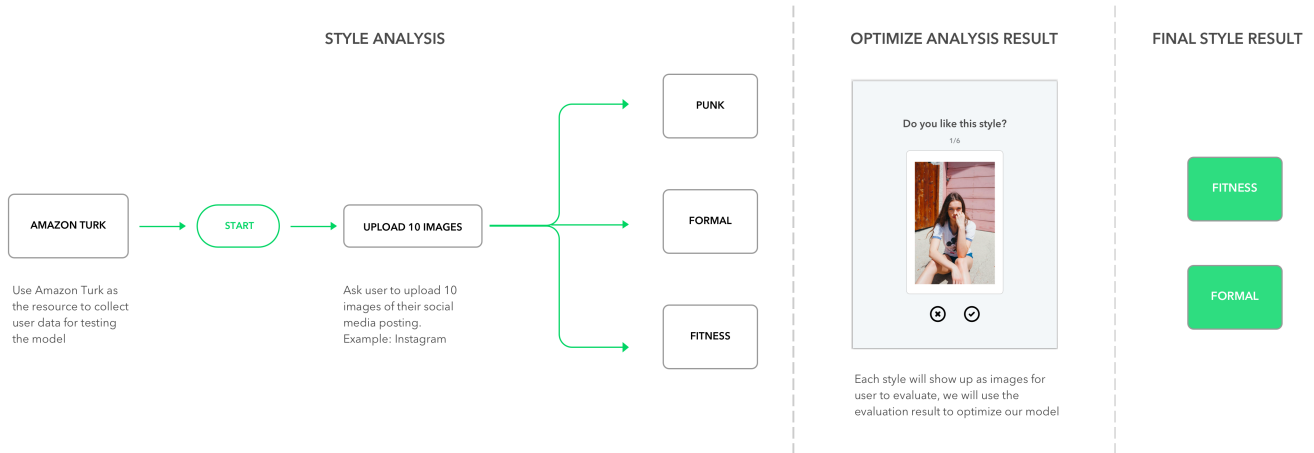 STYLE ANALYSIS
AMAZON TURK
Use Amazon Turk as
the resource to collect
user data for testing
the model
START
UPLOAD 10 IMAGES
Ask user to upload 10
images of their social
media posting.
Example: Instagram
PUNK
FORMAL
FITNESS
OPTIMIZE ANALYSIS RESULT
Do you like this style?
1/6
Each style will show up as images for
user to evaluate, we will use the
evaluation result to optimize our model
FINAL STYLE RESULT
FITNESS
FORMAL